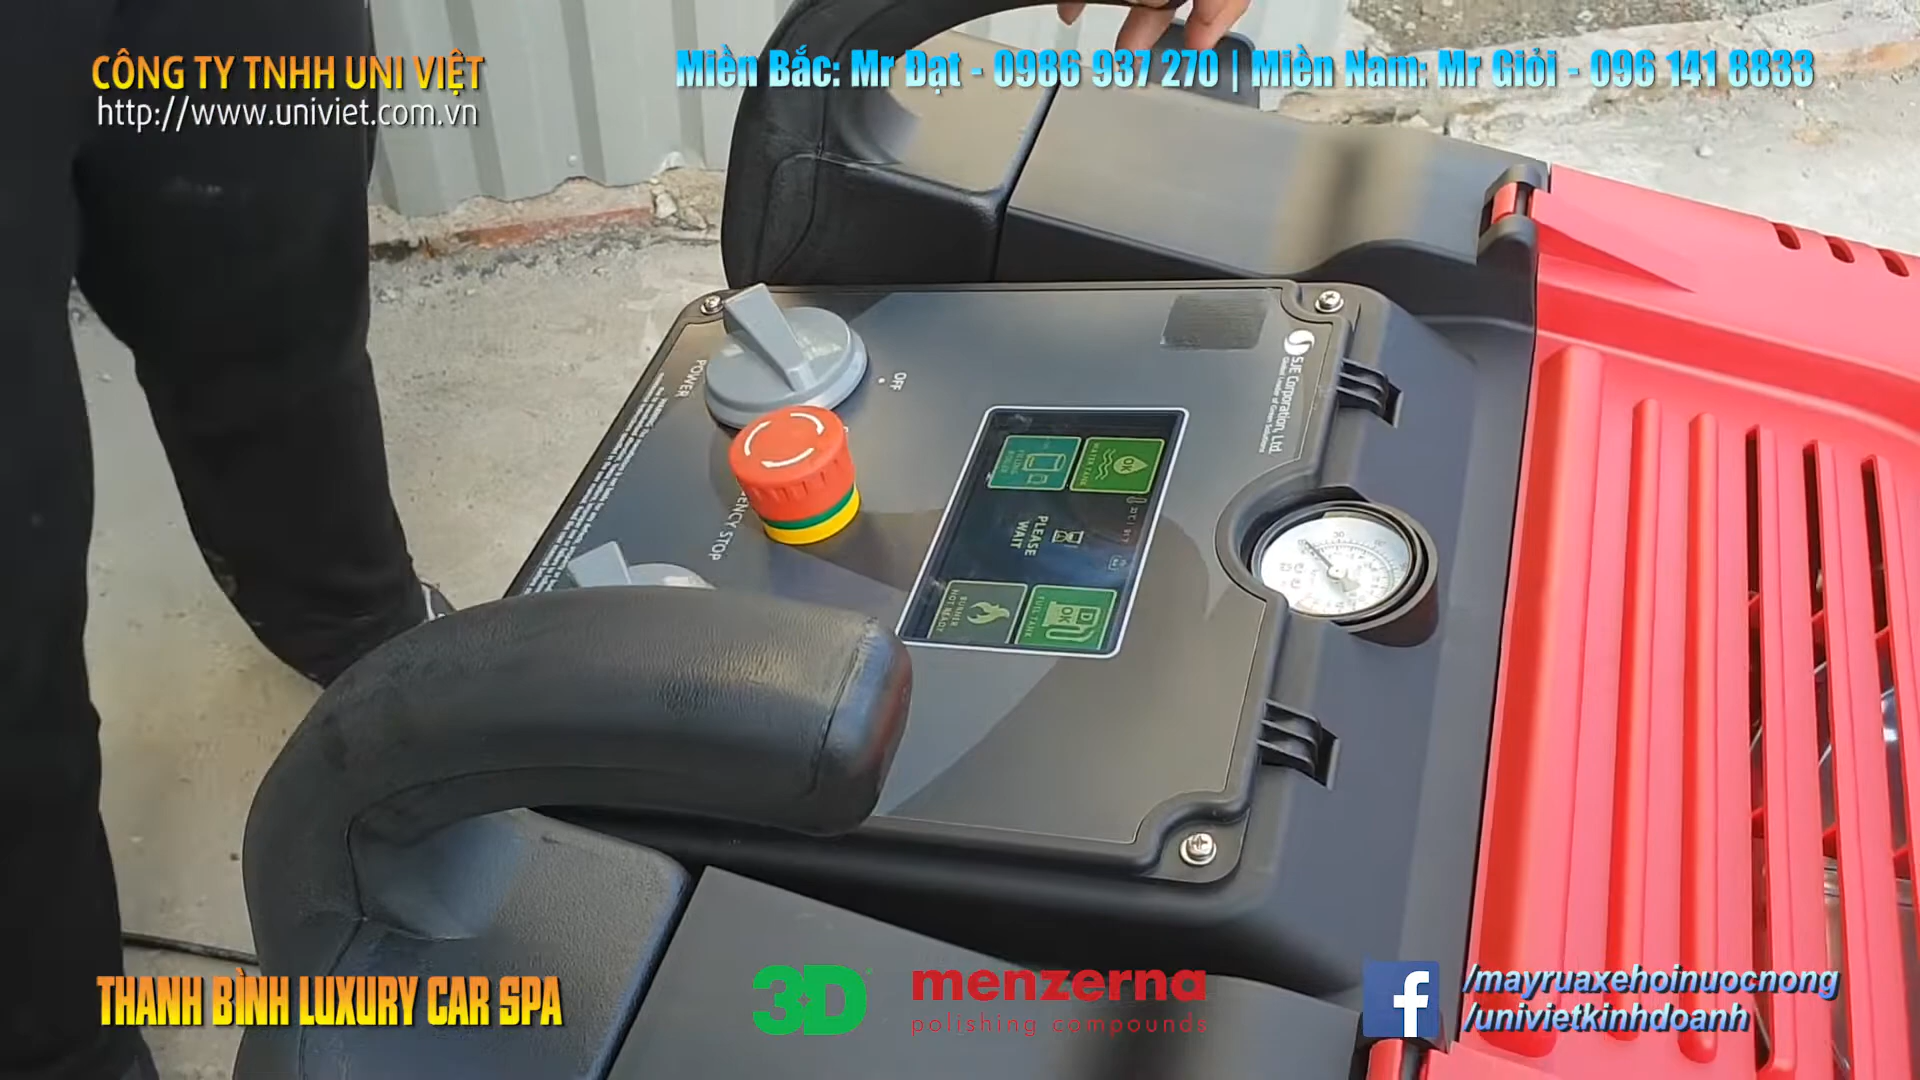 CÔNG TY TNHH UNI VIỆT
http://www.univiet.com.vn
Miền Bắc: Mr Đạt - 0986 937 270 | Miền Nam: Mr Giỏi - 096 141 8833
SJE Corporation, Ltd.
POWER
OFF
ENCY STOP
WATER TANK
OK
PLEASE
WAIT
FUEL TANK
D
OK
BURNER
NOT READY
THANH BÌNH LUXURY CAR SPA
3D
menzerna
polishing compounds
f
/mayruaxehoinuocnong
/univietkinhdoanh